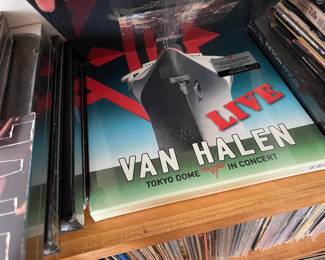 LIVE
VAN HALEN
TOKYO DOME IN CONCERT